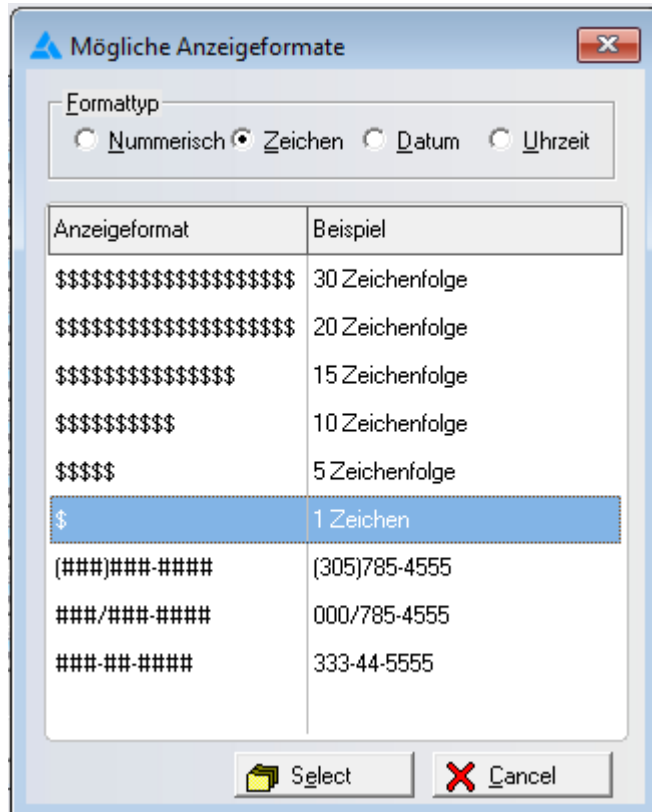 Mögliche Anzeigeformate
Formattyp
Nummerisch Zeichen Datum Uhrzeit
Anzeigeformat Beispiel
$$$$$$$$$$$$$$$$$$$$ 30 Zeichenfolge
$$$$$$$$$$$$$$$$$$$$ 20 Zeichenfolge
$$$$$$$$$$$$$$$ 15 Zeichenfolge
$$$$$$$$$$ 10 Zeichenfolge
$$$$$ 5 Zeichenfolge
$ 1 Zeichen
(###)###-#### (305)785-4555
###/###-#### 000/785-4555
###-##-#### 333-44-5555
Select Cancel